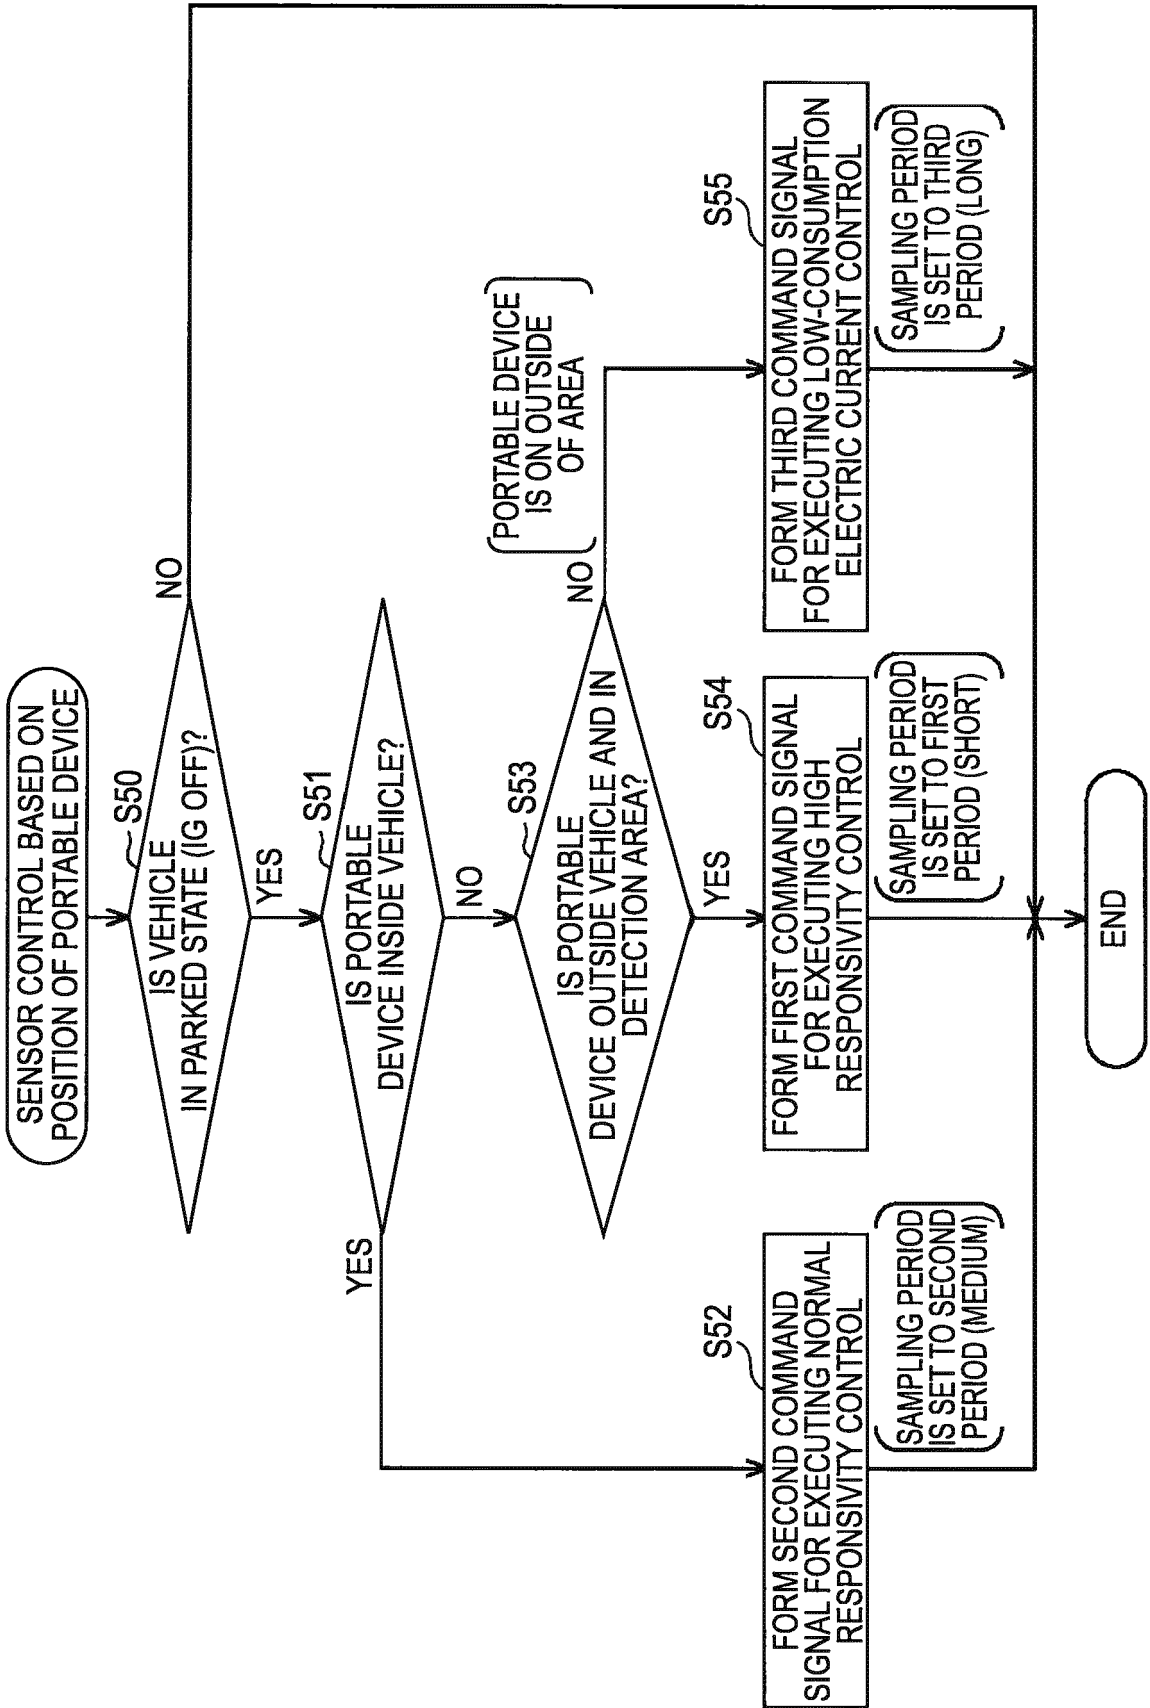 SENSOR CONTROL BASED ON
POSITION OF PORTABLE DEVICE
S50
IS VEHICLE
IN PARKED STATE (IG OFF)?
NO
YES
S51
IS PORTABLE
DEVICE INSIDE VEHICLE?
YES
NO
S53
IS PORTABLE
DEVICE OUTSIDE VEHICLE AND IN
DETECTION AREA?
NO
PORTABLE DEVICE
IS ON OUTSIDE
OF AREA
YES
S52
FORM SECOND COMMAND
SIGNAL FOR EXECUTING NORMAL
RESPONSIVITY CONTROL
SAMPLING PERIOD
IS SET TO SECOND
PERIOD (MEDIUM)
S54
FORM FIRST COMMAND SIGNAL
FOR EXECUTING HIGH
RESPONSIVITY CONTROL
SAMPLING PERIOD
IS SET TO FIRST
PERIOD (SHORT)
S55
FORM THIRD COMMAND SIGNAL
FOR EXECUTING LOW-CONSUMPTION
ELECTRIC CURRENT CONTROL
SAMPLING PERIOD
IS SET TO THIRD
PERIOD (LONG)
END